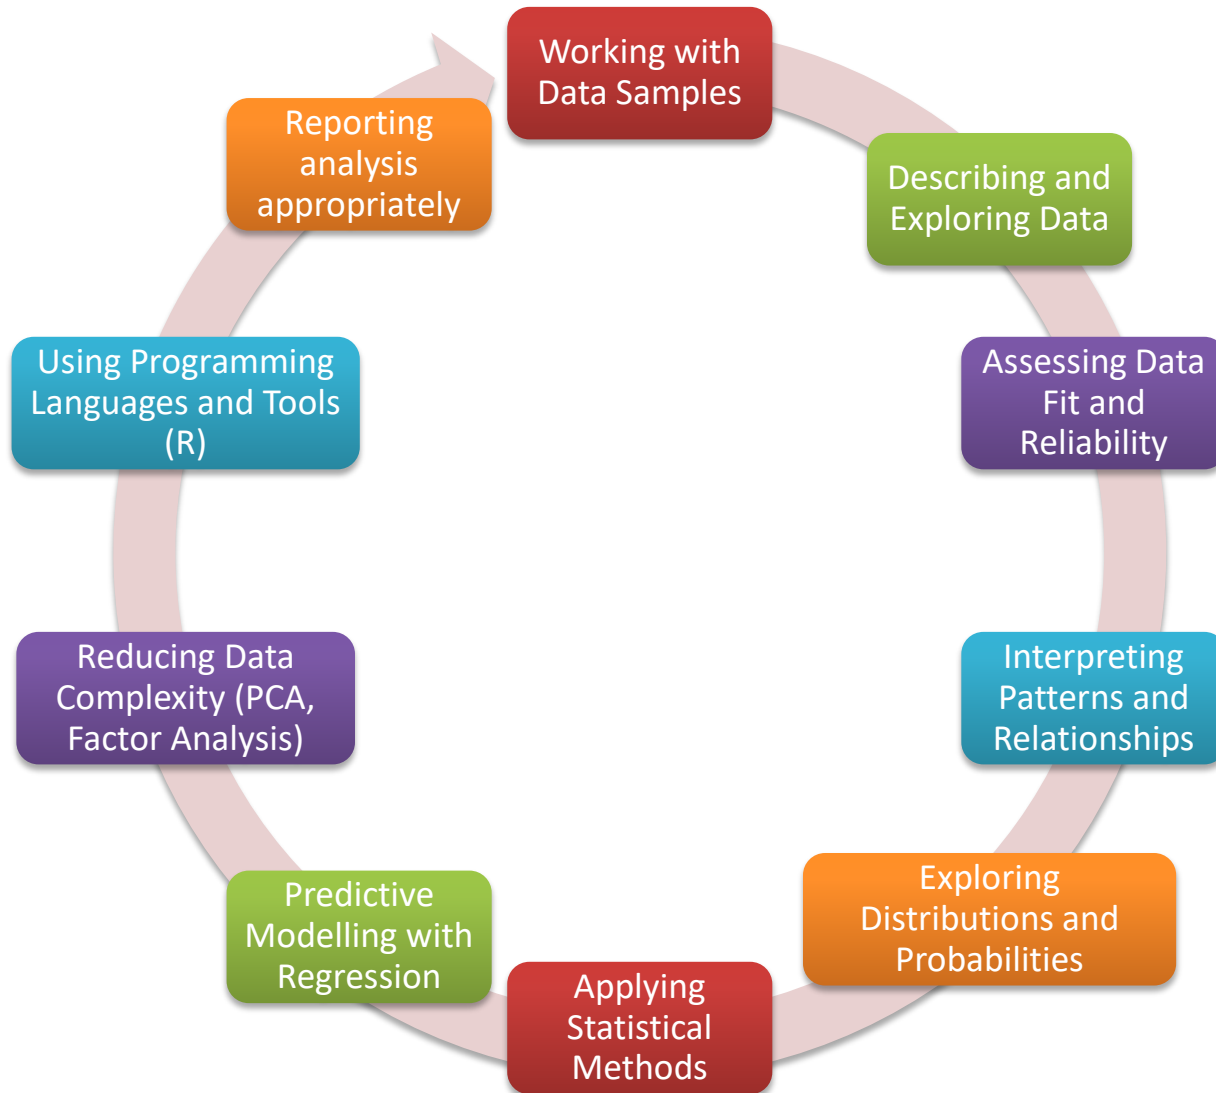 Working with
Data Samples
Describing and
Exploring Data
Assessing Data
Fit and
Reliability
Interpreting
Patterns and
Relationships
Exploring
Distributions and
Probabilities
Applying
Statistical
Methods
Predictive
Modelling with
Regression
Reducing Data
Complexity (PCA,
Factor Analysis)
Using Programming
Languages and Tools
(R)
Reporting
analysis
appropriately